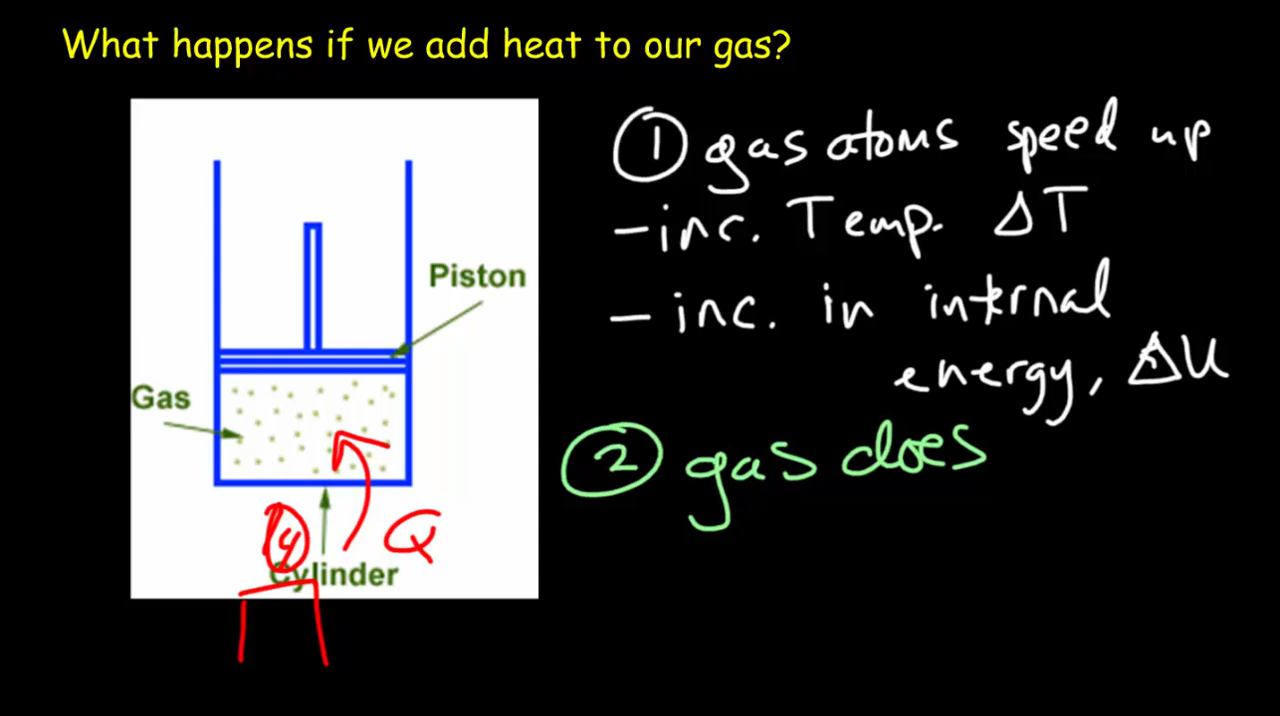 What happens if we add heat to our gas?
① gas atoms speed up
- inc. Temp. ΔT
- inc. in internal
energy, ΔU
② gas does
Piston
Gas
Q
Cylinder